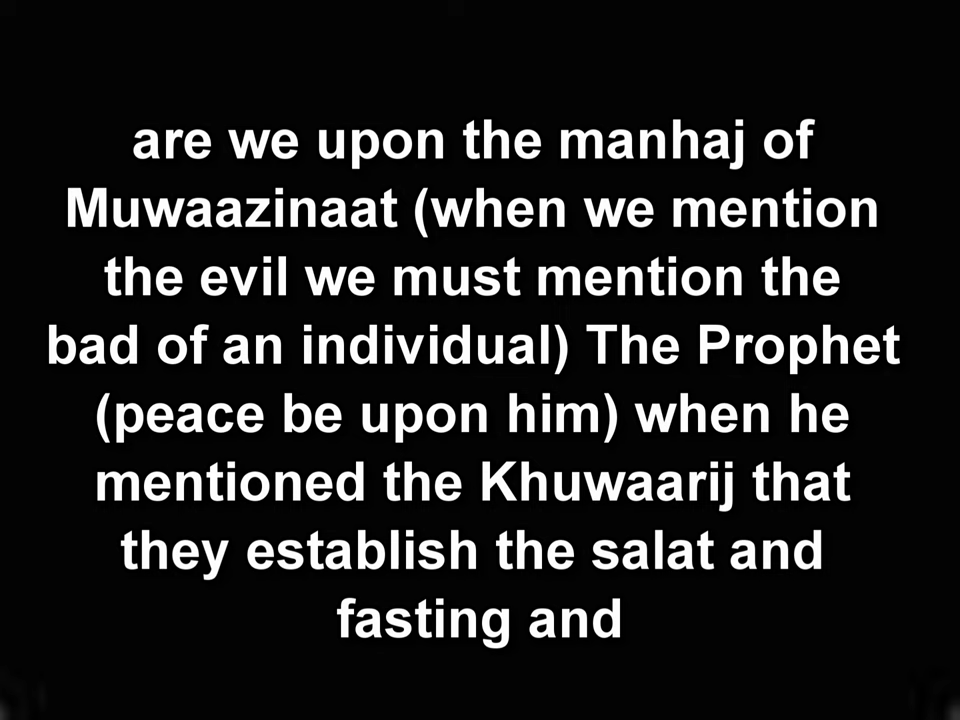 are we upon the manhaj of
Muwaazinaat (when we mention
the evil we must mention the
bad of an individual) The Prophet
(peace be upon him) when he
mentioned the Khuwaarij that
they establish the salat and
fasting and